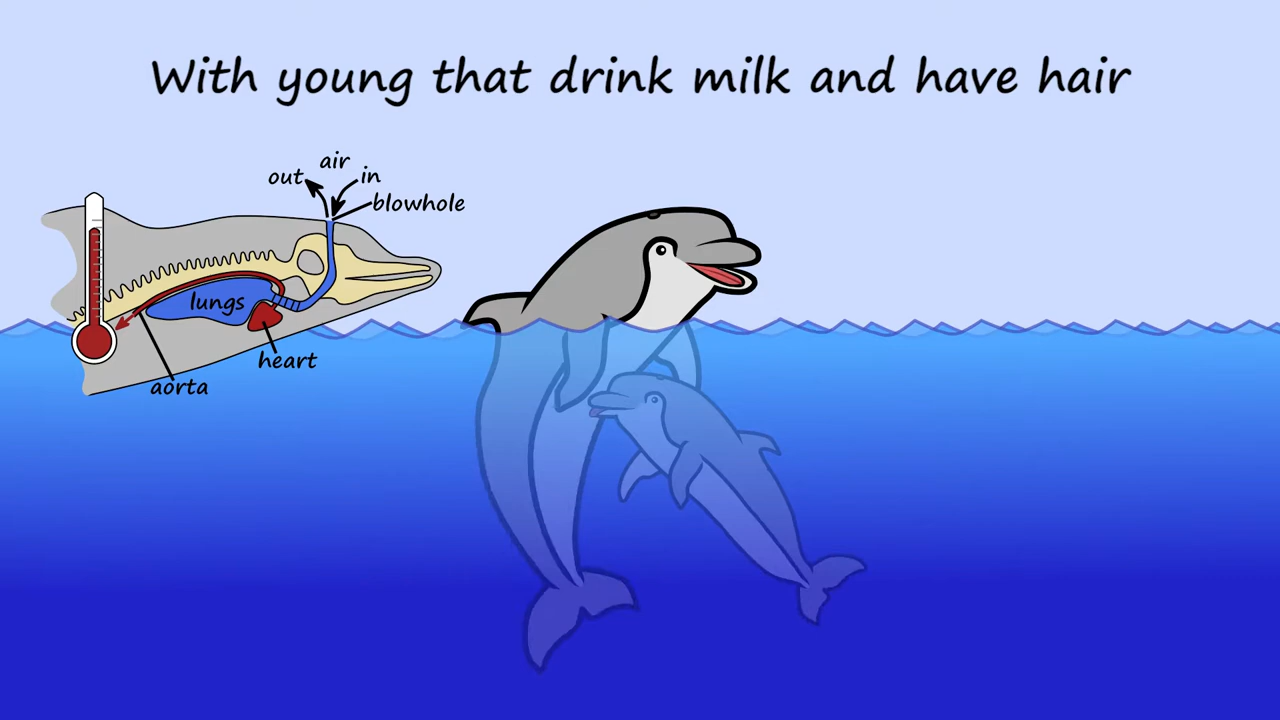 With young that drink milk and have hair
air
out
in
blowhole
lungs
heart
aorta